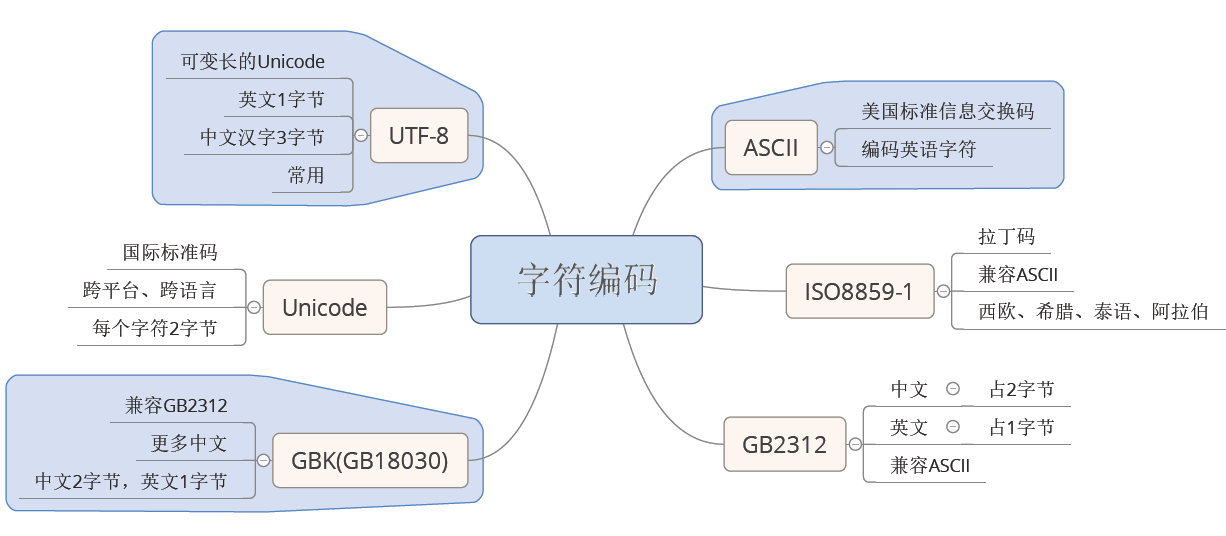 字符编码
UTF-8
可变长的Unicode
英文1字节
中文汉字3字节
常用
Unicode
国际标准码
跨平台、跨语言
每个字符2字节
GBK(GB18030)
兼容GB2312
更多中文
中文2字节，英文1字节
ASCII
美国标准信息交换码
编码英语字符
ISO8859-1
拉丁码
兼容ASCII
西欧、希腊、泰语、阿拉伯
GB2312
中文 占2字节
英文 占1字节
兼容ASCII